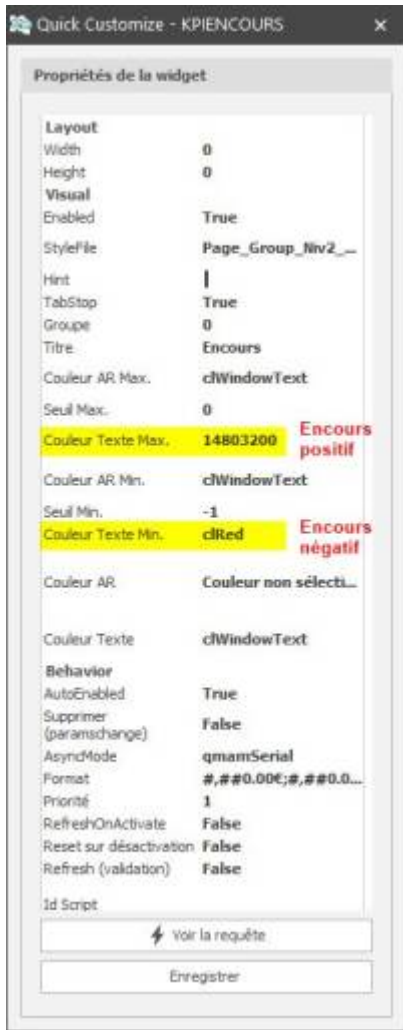 Quick Customize - KPIENCOURS
Propriétés de la widget
Layout
Width 0
Height 0
Visual
Enabled True
StyleFile Page_Group_Niv2_...
Hint
TabStop True
Groupe 0
Titre Encours
Couleur AR Max. clWindowText
Seuil Max. 0
Couleur Texte Max. 14803200 Encours
positif
Couleur AR Min. clWindowText
Seuil Min. -1
Couleur Texte Min. clRed Encours
négatif
Couleur AR Couleur non sélecti...
Couleur Texte clWindowText
Behavior
AutoEnabled True
Supprimer
(paramschange) False
AsyncMode qmamSerial
Format #,##0.00€;#,##0.0...
Priorité 1
RefreshOnActivate False
Reset sur désactivation False
Refresh (validation) False
Id Script
Voir la requête
Enregistrer